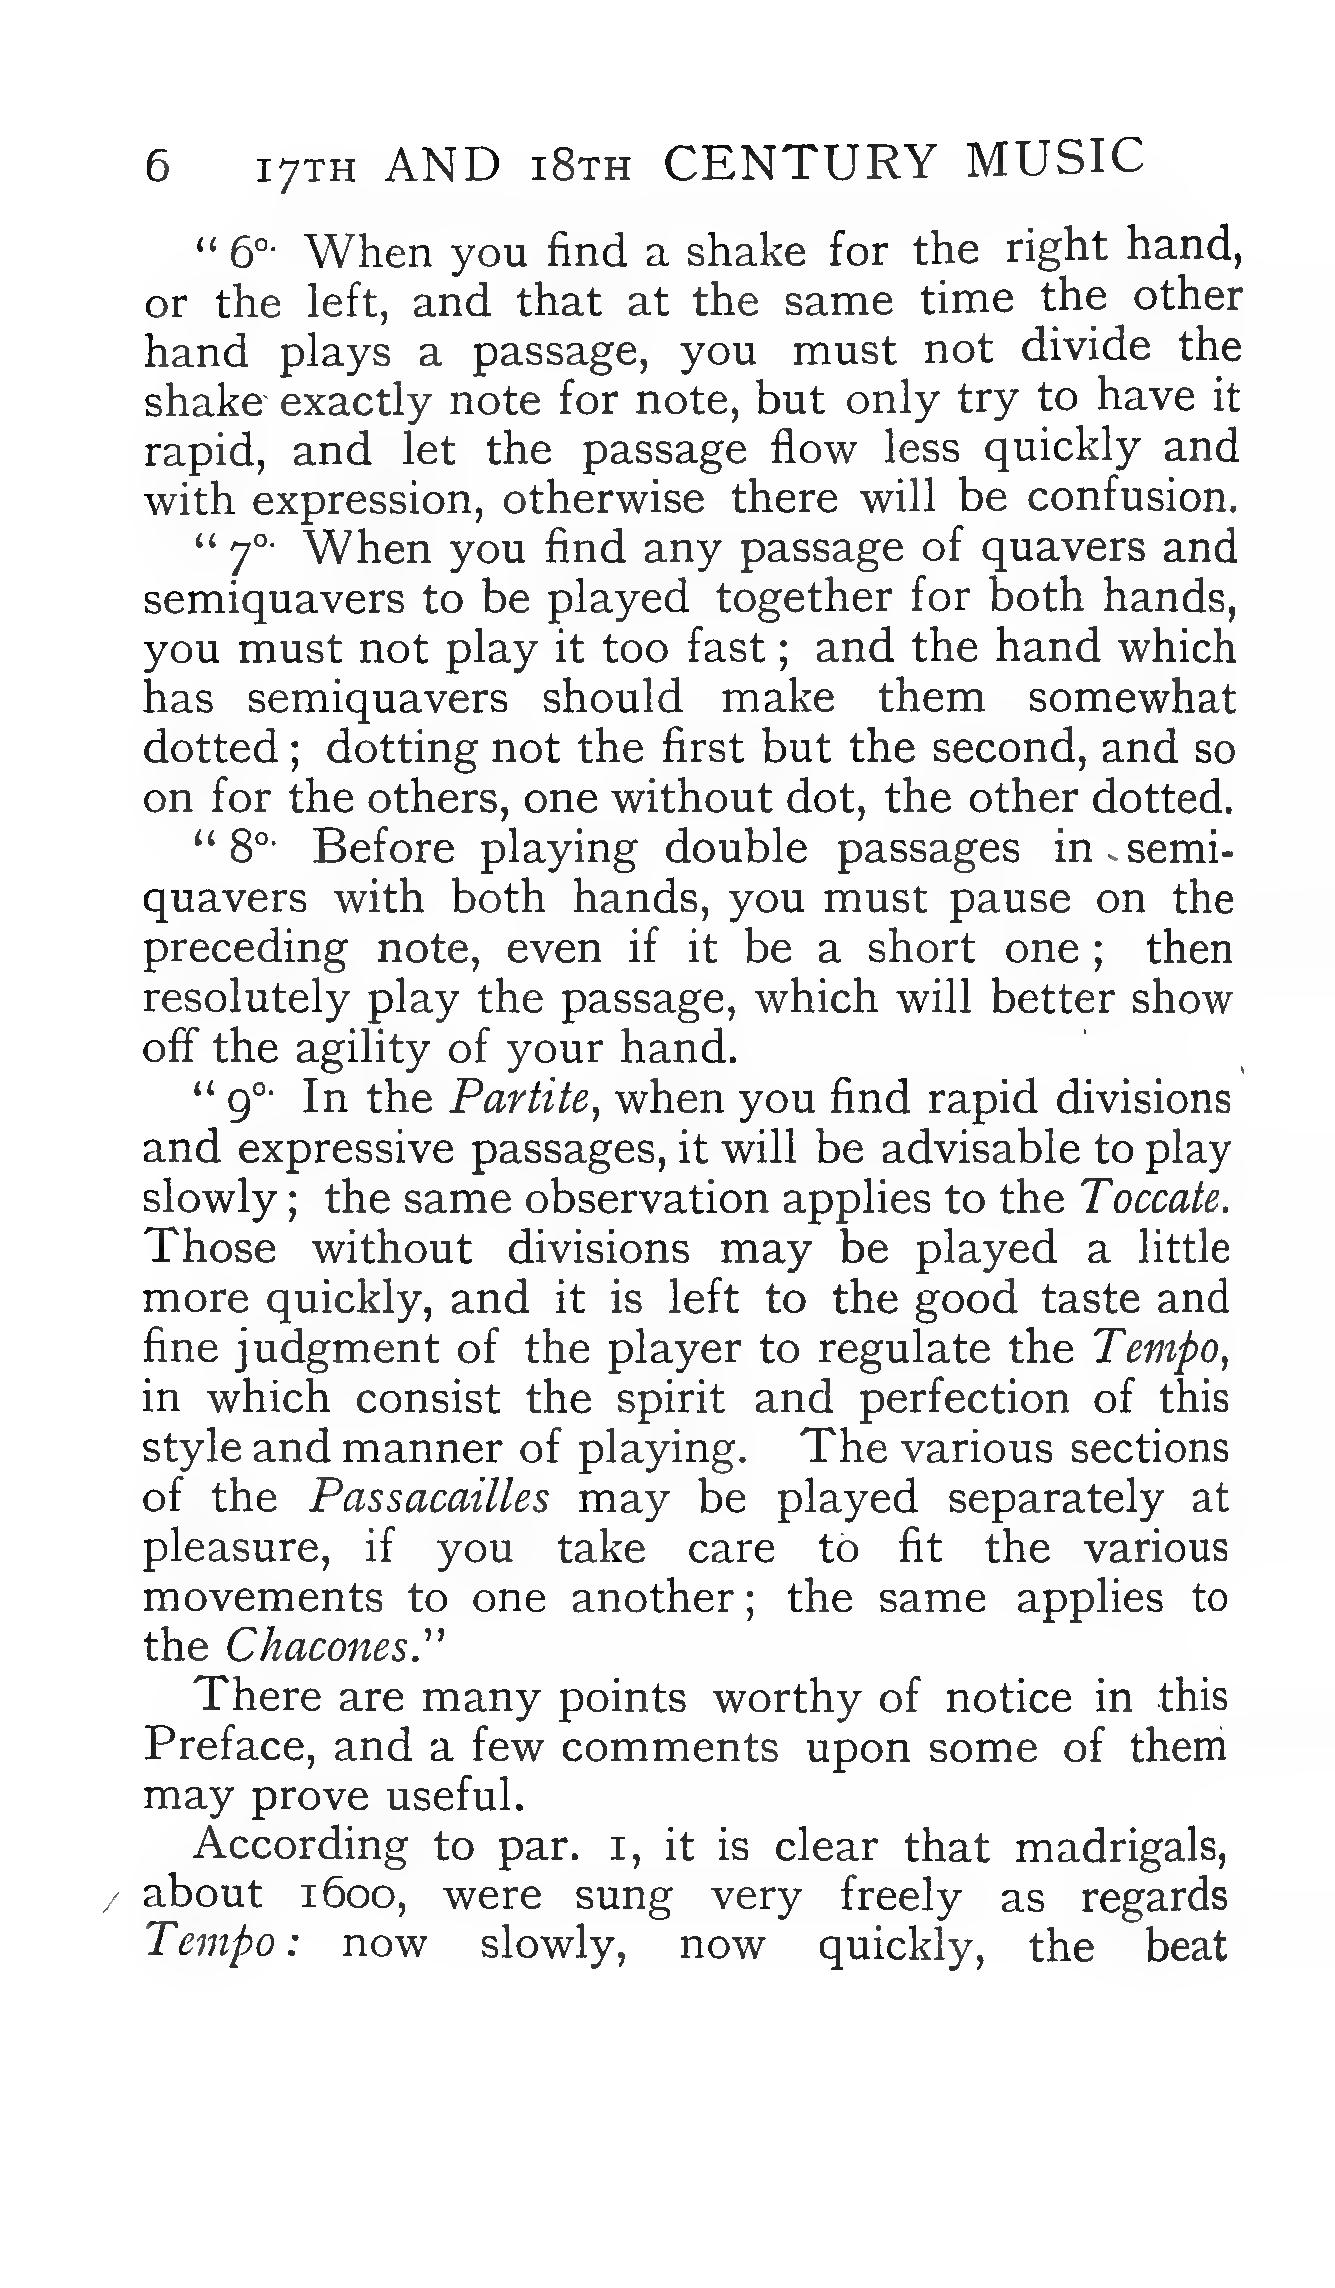 6 17TH AND 18TH CENTURY MUSIC
“ 6º. When you find a shake for the right hand,
or the left, and that at the same time the other
hand plays a passage, you must not divide the
shake exactly note for note, but only try to have it
rapid, and let the passage flow less quickly and
with expression, otherwise there will be confusion.
“ 7º. When you find any passage of quavers and
semiquavers to be played together for both hands,
you must not play it too fast ; and the hand which
has semiquavers should make them somewhat
dotted ; dotting not the first but the second, and so
on for the others, one without dot, the other dotted.
“ 8º. Before playing double passages in semi-
quavers with both hands, you must pause on the
preceding note, even if it be a short one ; then
resolutely play the passage, which will better show
off the agility of your hand.
“ 9º. In the Partite, when you find rapid divisions
and expressive passages, it will be advisable to play
slowly ; the same observation applies to the Toccate.
Those without divisions may be played a little
more quickly, and it is left to the good taste and
fine judgment of the player to regulate the Tempo,
in which consist the spirit and perfection of this
style and manner of playing. The various sections
of the Passacailles may be played separately at
pleasure, if you take care to fit the various
movements to one another ; the same applies to
the Chacones.”
There are many points worthy of notice in this
Preface, and a few comments upon some of them
may prove useful.
According to par. 1, it is clear that madrigals,
about 1600, were sung very freely as regards
Tempo : now slowly, now quickly, the beat